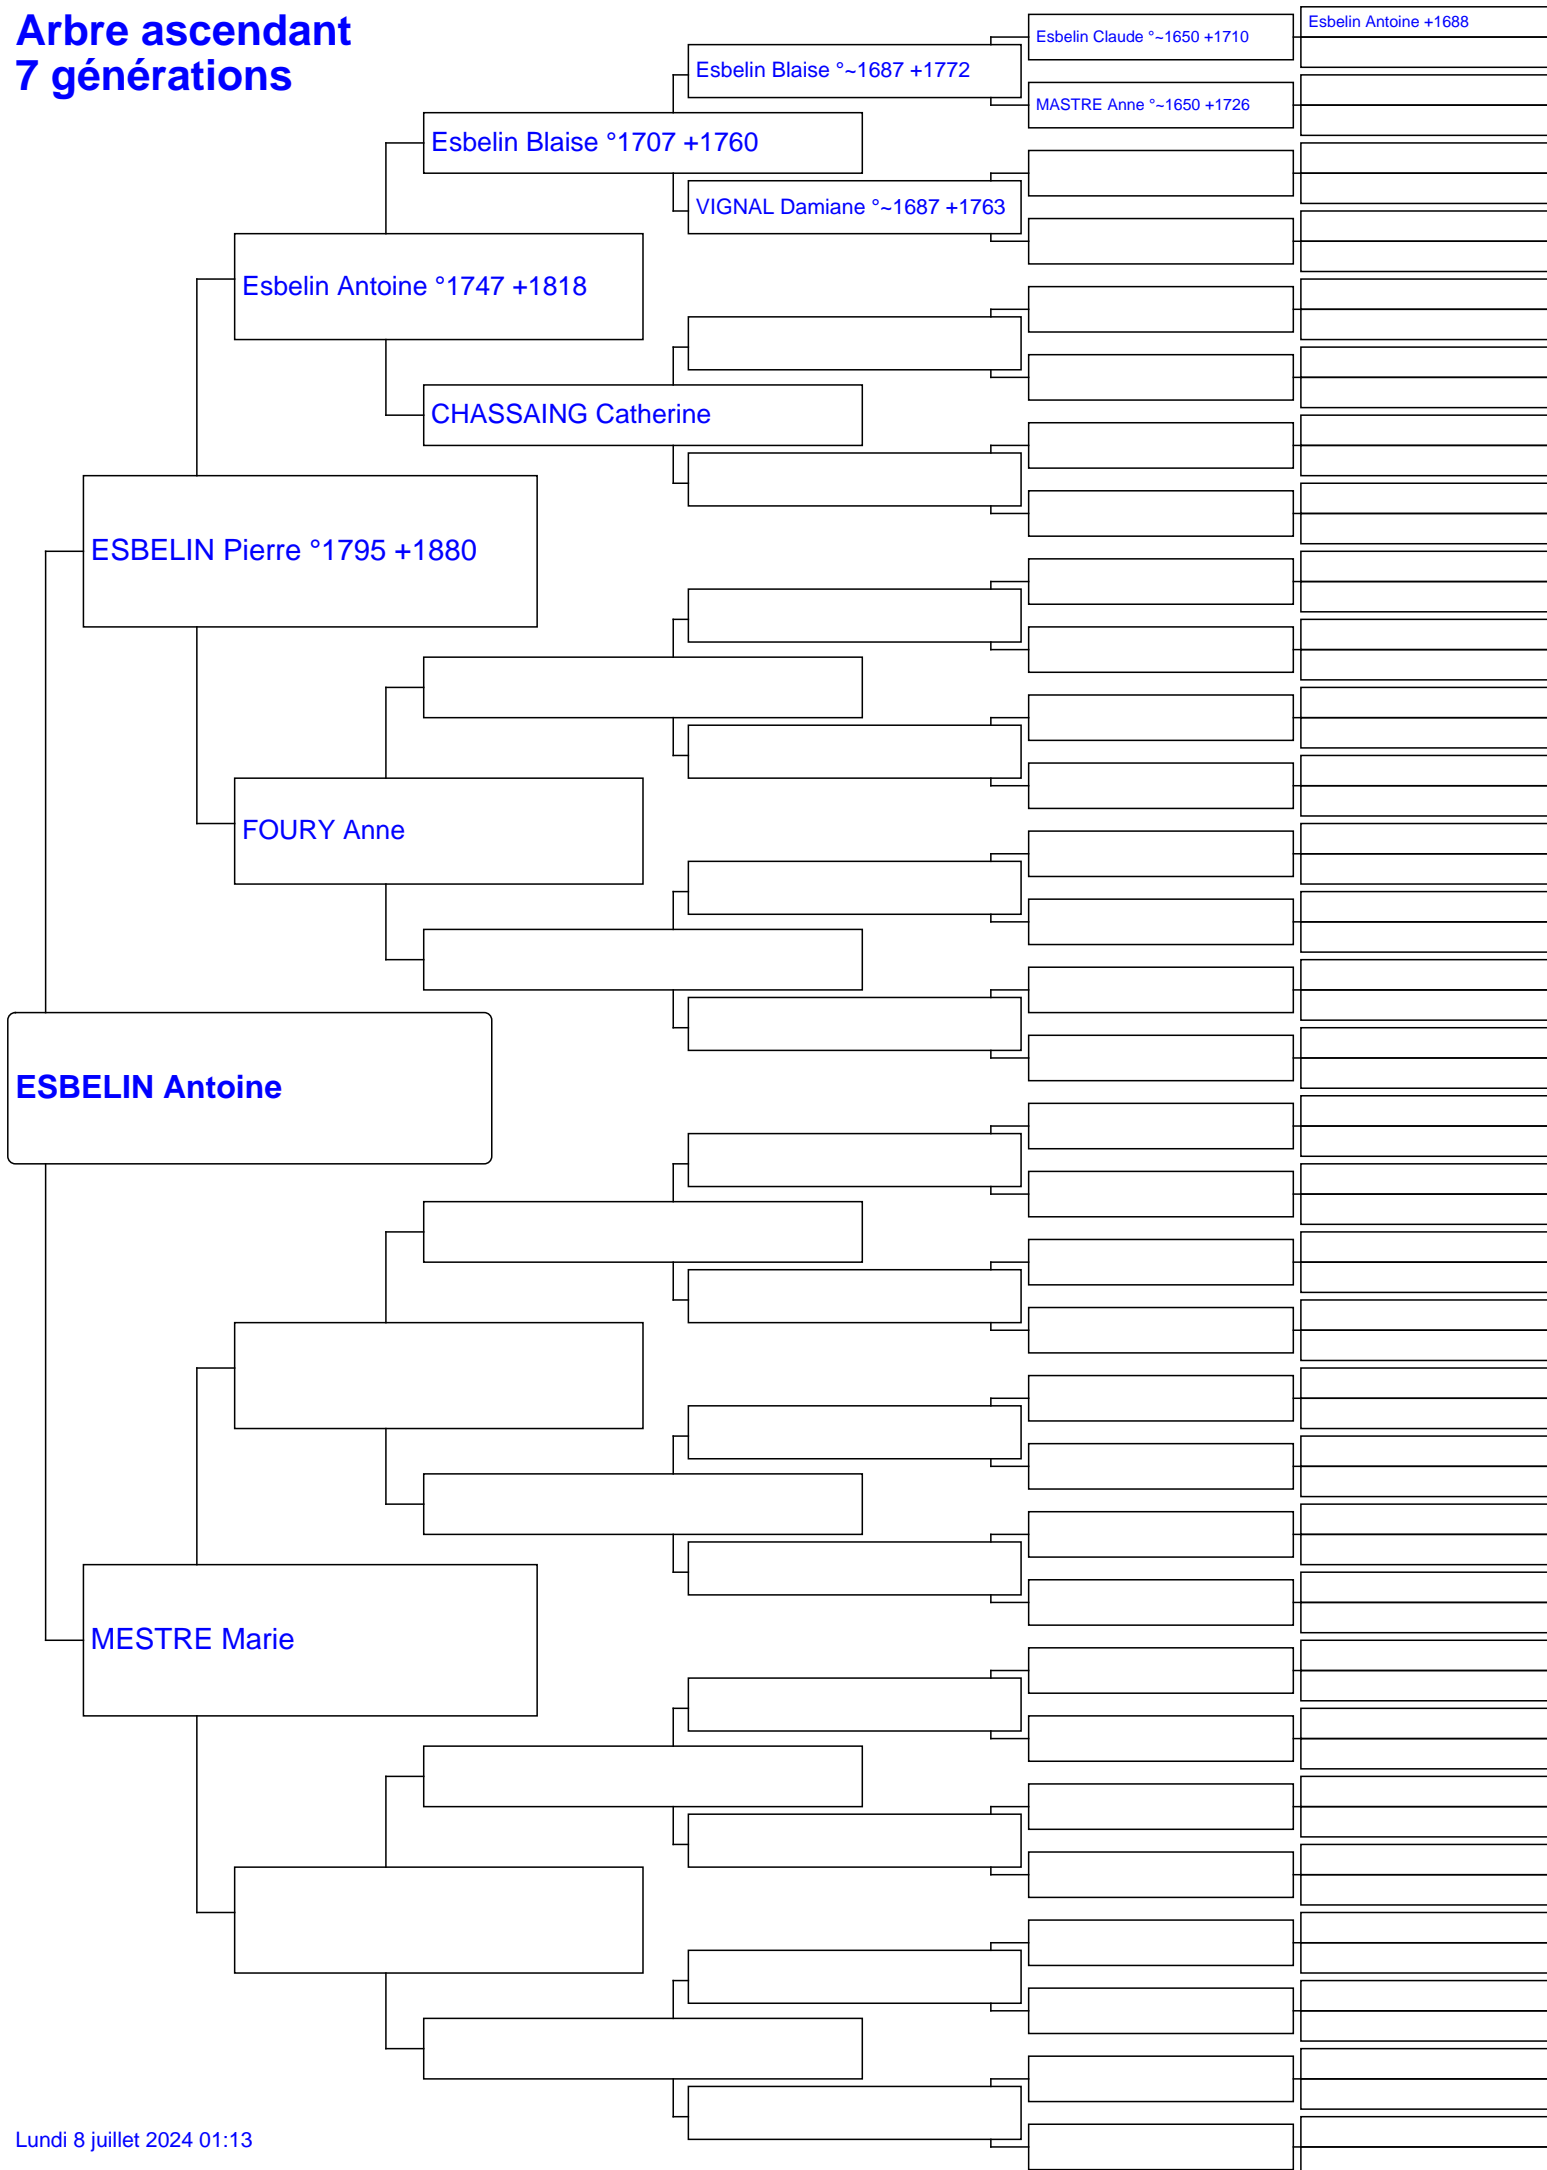 Arbre ascendant
7 générations
Esbelin Antoine +1688
Esbelin Claude °~1650 +1710
Esbelin Blaise °~1687 +1772
MASTRE Anne °~1650 +1726
Esbelin Blaise °1707 +1760
VIGNAL Damiane °~1687 +1763
Esbelin Antoine °1747 +1818
CHASSAING Catherine
ESBELIN Pierre °1795 +1880
FOURY Anne
ESBELIN Antoine
MESTRE Marie
Lundi 8 juillet 2024 01:13